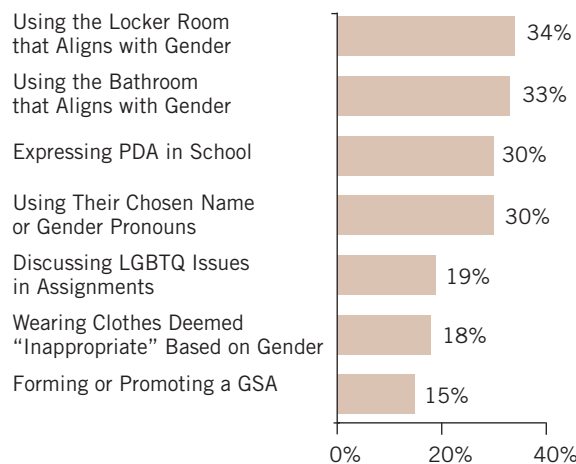 Using the Locker Room
that Aligns with Gender
34%
Using the Bathroom
that Aligns with Gender
33%
Expressing PDA in School
30%
Using Their Chosen Name
or Gender Pronouns
30%
Discussing LGBTQ Issues
in Assignments
19%
Wearing Clothes Deemed
“Inappropriate” Based on Gender
18%
Forming or Promoting a GSA
15%
0% 20% 40%